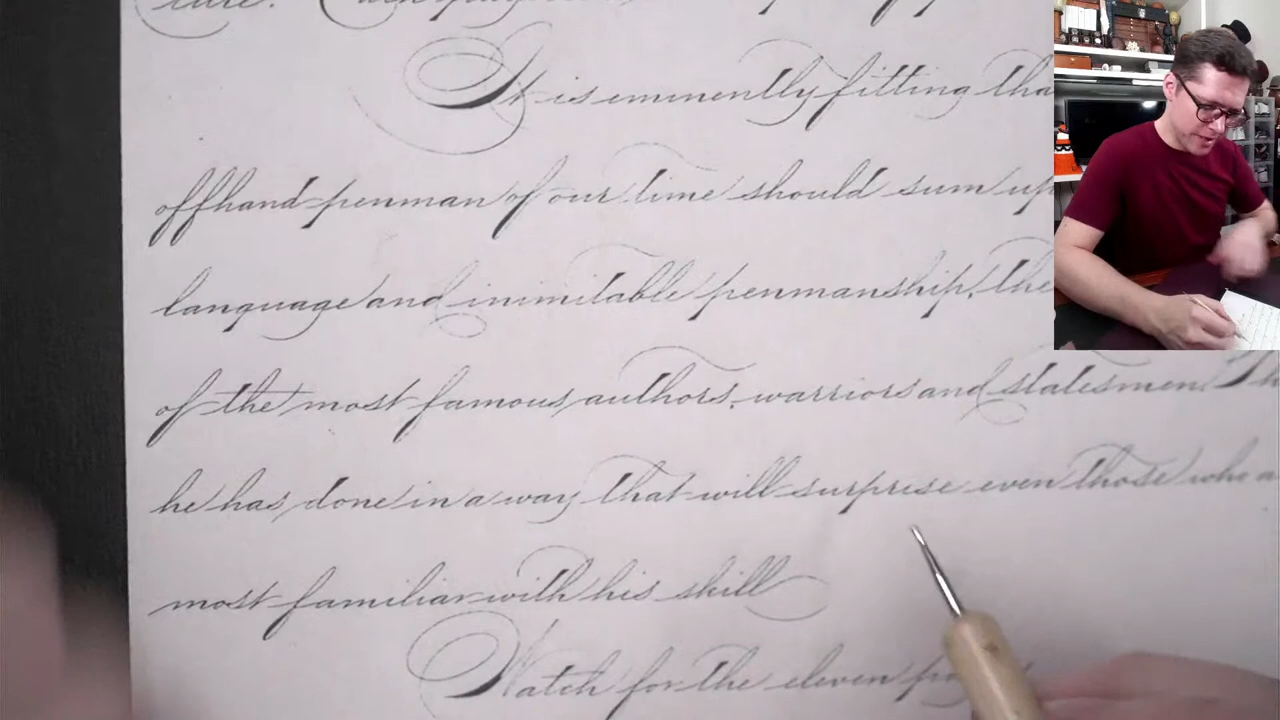 care. Each
It is eminently fitting tha
offhand penman of our time should sum up
language and inimitable penmanship, the
of the most famous authors, warriors and statesmen. Th
he has done in a way that will surprise even those who a
most familiar with his skill
Watch for the eleven